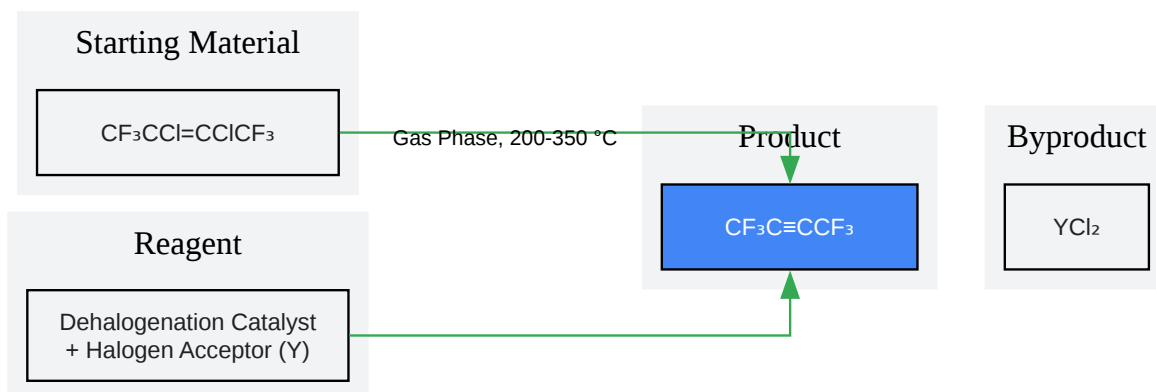 Starting Material
CF₃CCl=CClCF₃
Gas Phase, 200-350 °C
Product
CF₃C≡CCF₃
Byproduct
YCl₂
Reagent
Dehalogenation Catalyst
+ Halogen Acceptor (Y)